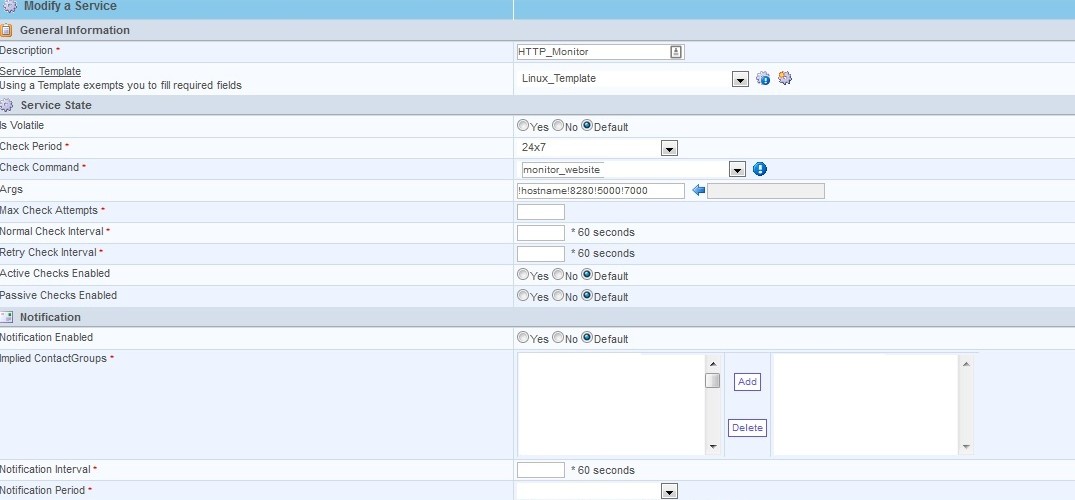 Modify a Service
General Information
Description *
HTTP_Monitor
Service Template
Using a Template exempts you to fill required fields
Linux_Template
Service State
Is Volatile
Yes No Default
Check Period *
24x7
Check Command *
monitor_website
Args
!hostname!8280!5000!7000
Max Check Attempts *
Normal Check Interval *
* 60 seconds
Retry Check Interval *
* 60 seconds
Active Checks Enabled
Yes No Default
Passive Checks Enabled
Yes No Default
Notification
Notification Enabled
Yes No Default
Implied ContactGroups *
Add
Delete
Notification Interval *
* 60 seconds
Notification Period *